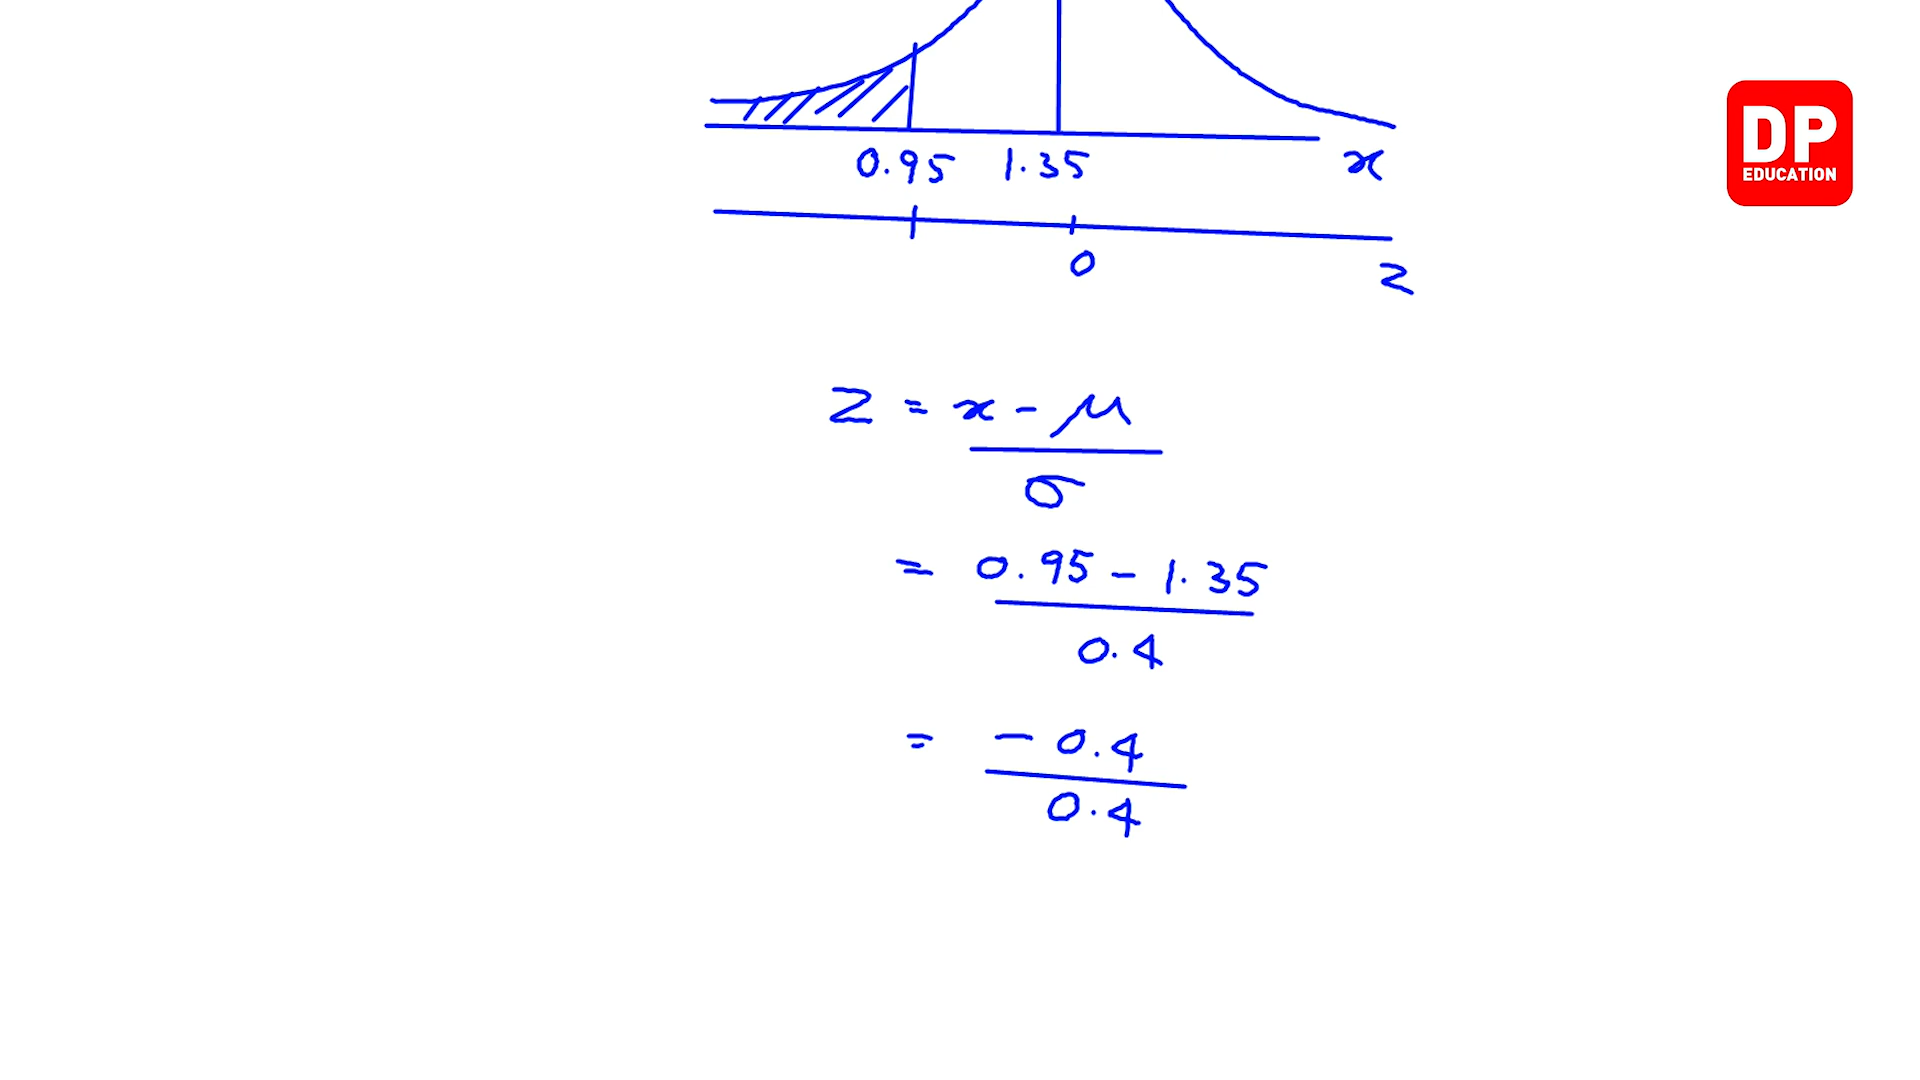 0.95 1.35 x
0 z
DP
EDUCATION
z = x - μ
σ
= 0.95 - 1.35
0.4
= - 0.4
0.4